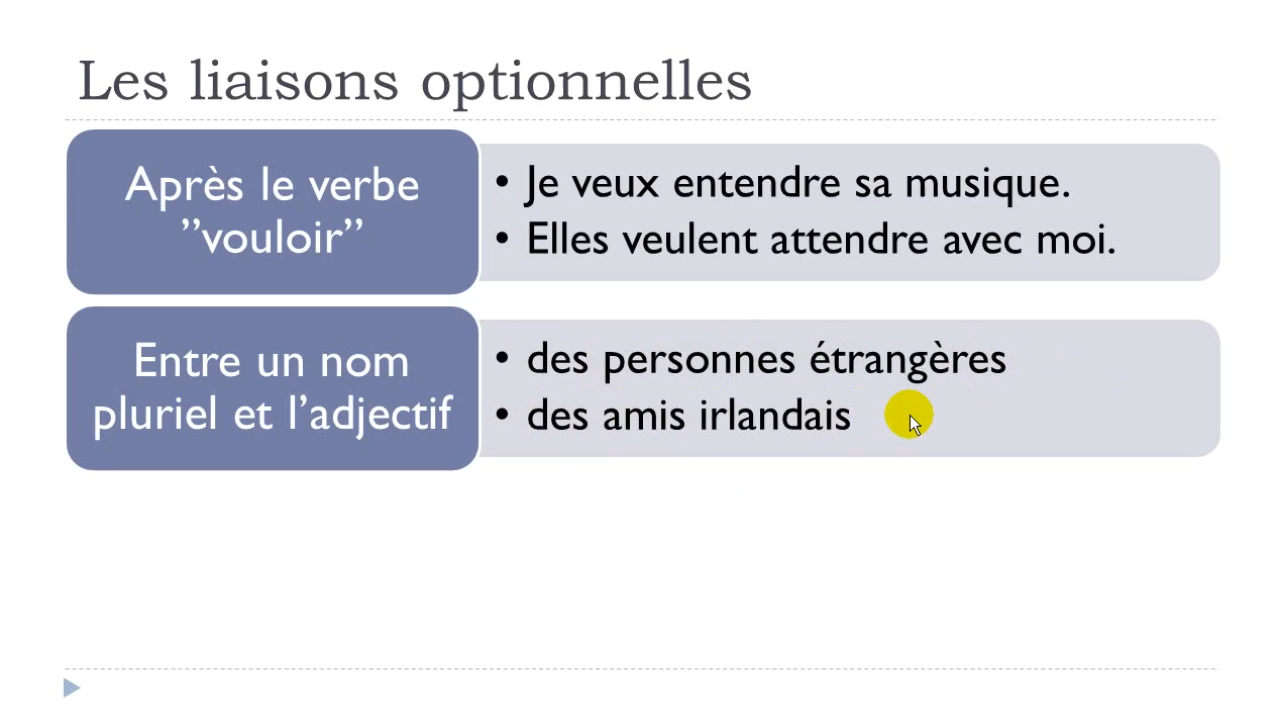 Les liaisons optionnelles
Après le verbe
”vouloir”
• Je veux entendre sa musique.
• Elles veulent attendre avec moi.
Entre un nom
pluriel et l’adjectif
• des personnes étrangères
• des amis irlandais